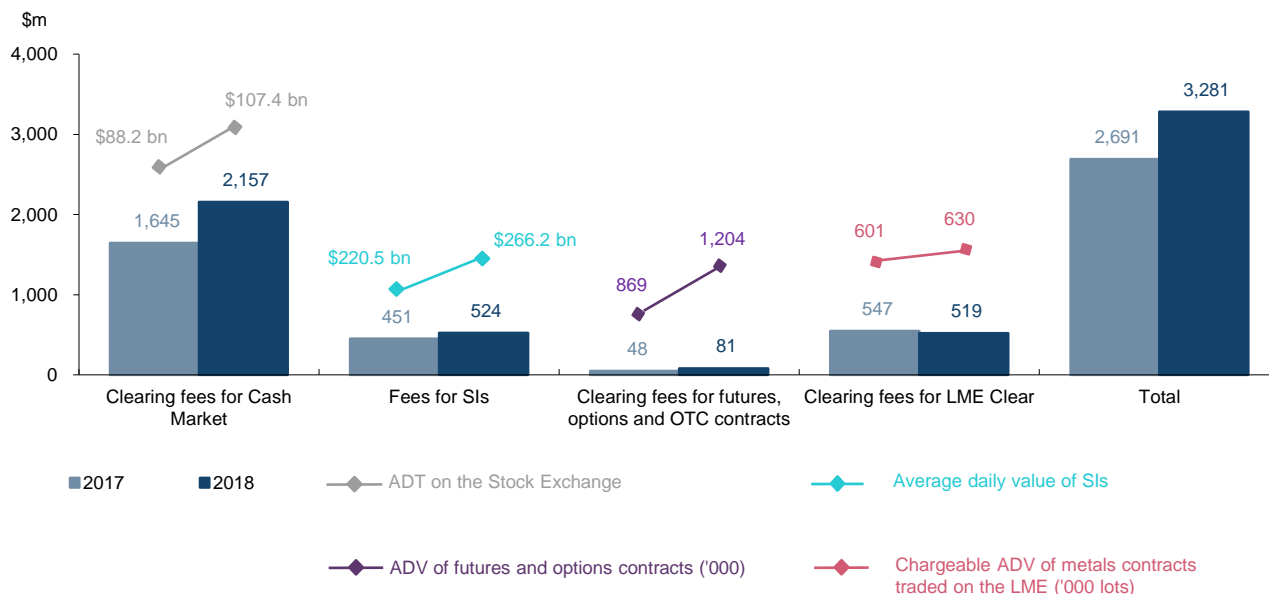 $m
4,000
3,000
2,000
1,000
0
$88.2 bn
$107.4 bn
1,645
2,157
$220.5 bn
$266.2 bn
451
524
869
1,204
48
81
601
630
547
519
2,691
3,281
Clearing fees for Cash
Market
Fees for SIs
Clearing fees for futures,
options and OTC contracts
Clearing fees for LME Clear
Total
2017
2018
ADT on the Stock Exchange
Average daily value of SIs
ADV of futures and options contracts ('000)
Chargeable ADV of metals contracts
traded on the LME ('000 lots)